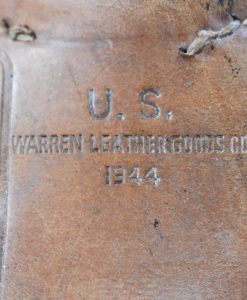 U. S.
WARREN LEATHER GOODS CO
1944